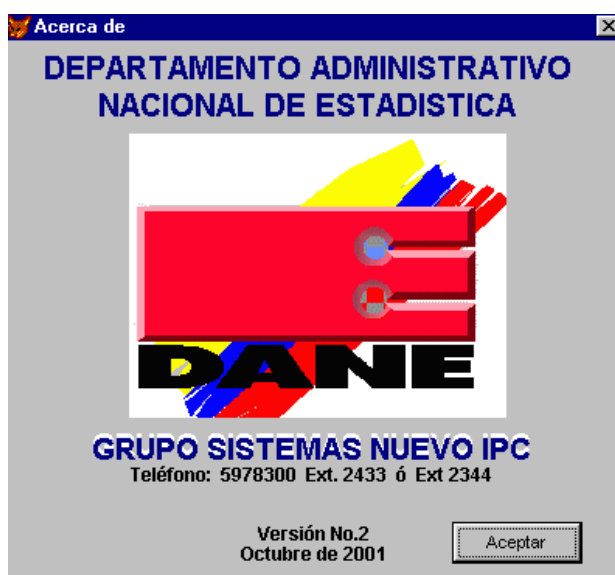 Acerca de
DEPARTAMENTO ADMINISTRATIVO
NACIONAL DE ESTADISTICA
DANE
GRUPO SISTEMAS NUEVO IPC
Teléfono: 5978300 Ext. 2433 ó Ext 2344
Versión No.2
Octubre de 2001
Aceptar